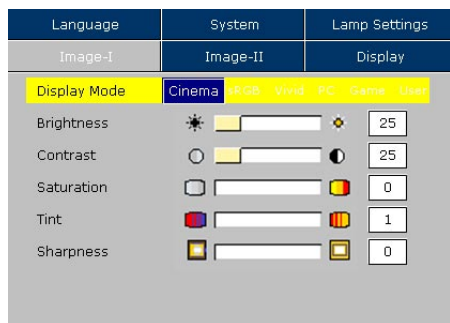 Language System Lamp Settings
Image-I Image-II Display
Display Mode Cinema sRGB Vivid PC Game User
Brightness 25
Contrast 25
Saturation 0
Tint 1
Sharpness 0